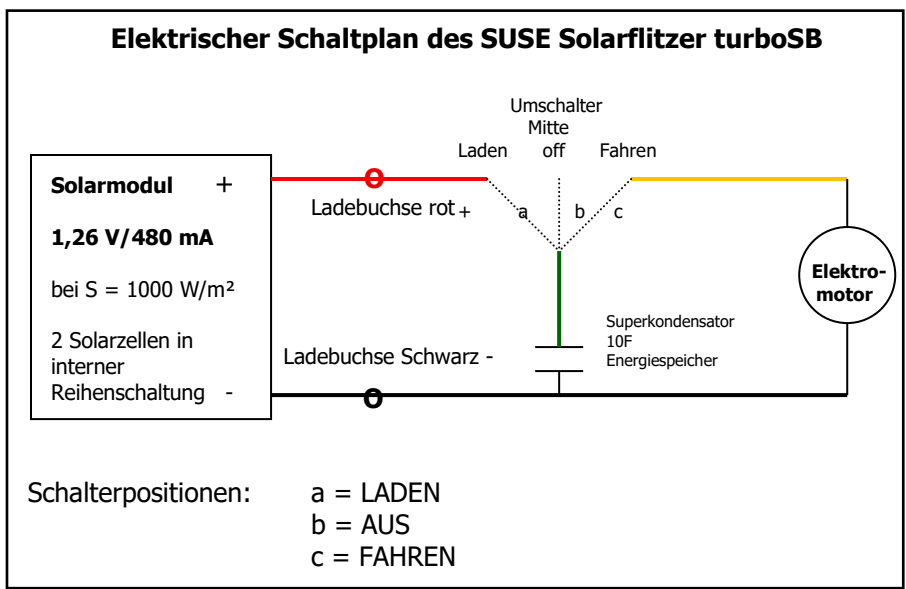 Elektrischer Schaltplan des SUSE Solarflitzer turboSB
Umschalter
Mitte
Laden off Fahren
Solarmodul +
1,26 V/480 mA
bei S = 1000 W/m²
2 Solarzellen in
interner
Reihenschaltung -
O
Ladebuchse rot +
a b c
Elektro-
motor
Superkondensator
10F
Energiespeicher
Ladebuchse Schwarz -
O
Schalterpositionen: a = LADEN
b = AUS
c = FAHREN